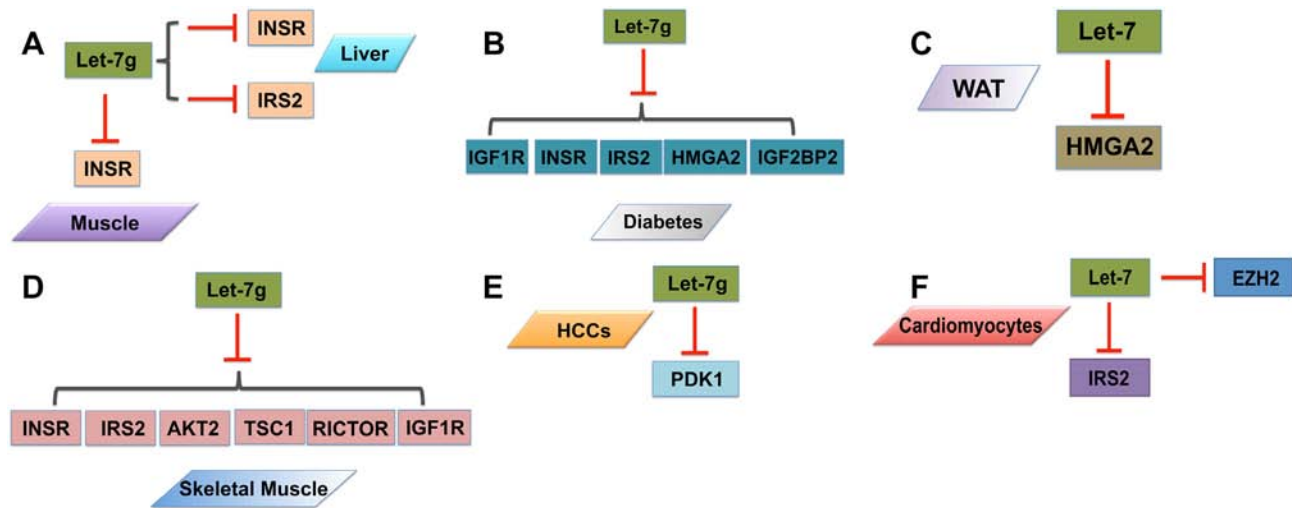 A
Let-7g
INSR
IRS2
Liver
INSR
Muscle
B
Let-7g
IGF1R INSR IRS2 HMGA2 IGF2BP2
Diabetes
C
Let-7
WAT
HMGA2
D
Let-7g
INSR IRS2 AKT2 TSC1 RICTOR IGF1R
Skeletal Muscle
E
Let-7g
HCCs
PDK1
F
Let-7
EZH2
Cardiomyocytes
IRS2